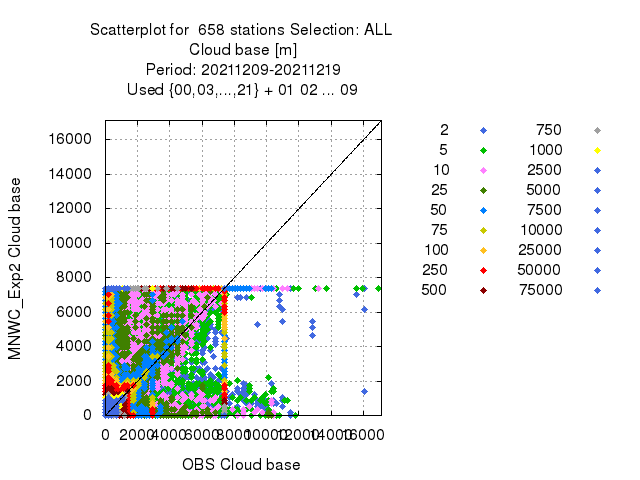 Scatterplot for 658 stations Selection: ALL
Cloud base [m]
Period: 20211209-20211219
Used {00,03,...,21} + 01 02 ... 09
MNWC_Exp2 Cloud base
16000
14000
12000
10000
8000
6000
4000
2000
0
0 2000 4000 6000 8000 10000 12000 14000 16000
OBS Cloud base
2 750
5 1000
10 2500
25 5000
50 7500
75 10000
100 25000
250 50000
500 75000